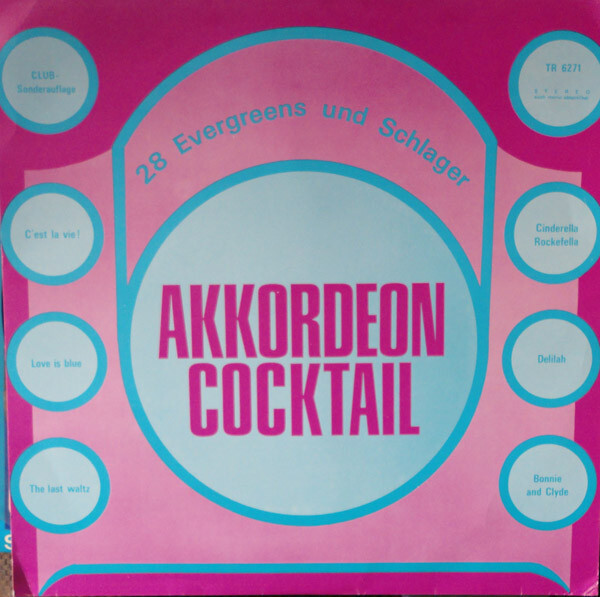 CLUB-
Sonderauflage
TR 6271
STEREO
28 Evergreens und Schlager
C'est la vie!
Cinderella
Rockefella
AKKORDEON
COCKTAIL
Love is blue
Delilah
The last waltz
Bonnie
and Clyde
S